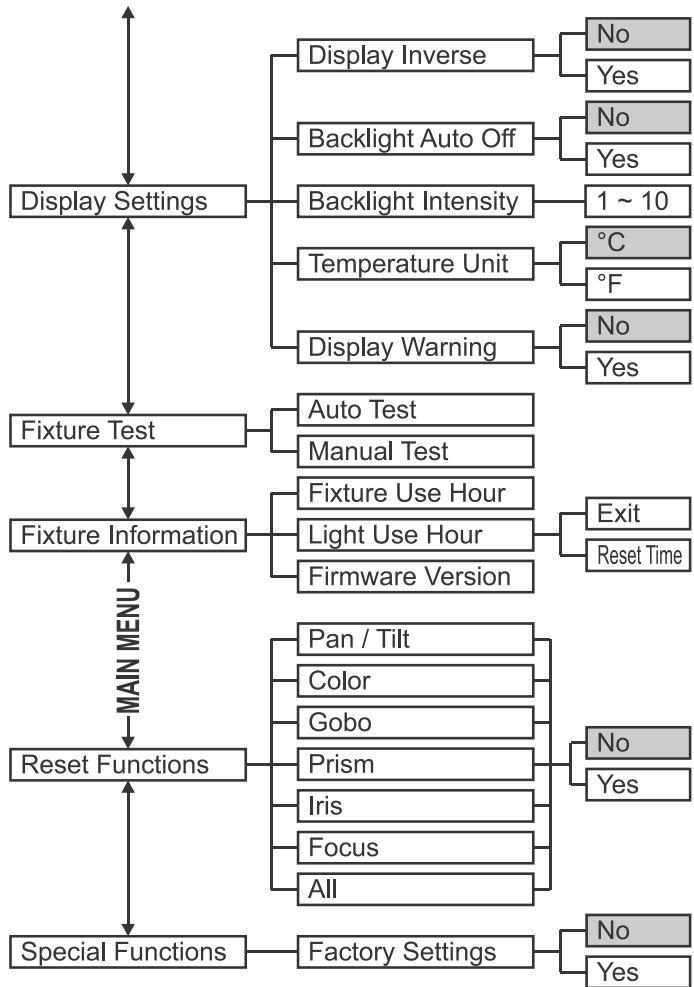 Display Settings
Display Inverse
No
Yes
Backlight Auto Off
No
Yes
Backlight Intensity
1 ~ 10
Temperature Unit
°C
°F
Display Warning
No
Yes
Fixture Test
Auto Test
Manual Test
Fixture Information
Fixture Use Hour
Light Use Hour
Exit
Reset Time
Firmware Version
MAIN MENU
Reset Functions
Pan / Tilt
Color
Gobo
Prism
Iris
Focus
All
No
Yes
Special Functions
Factory Settings
No
Yes